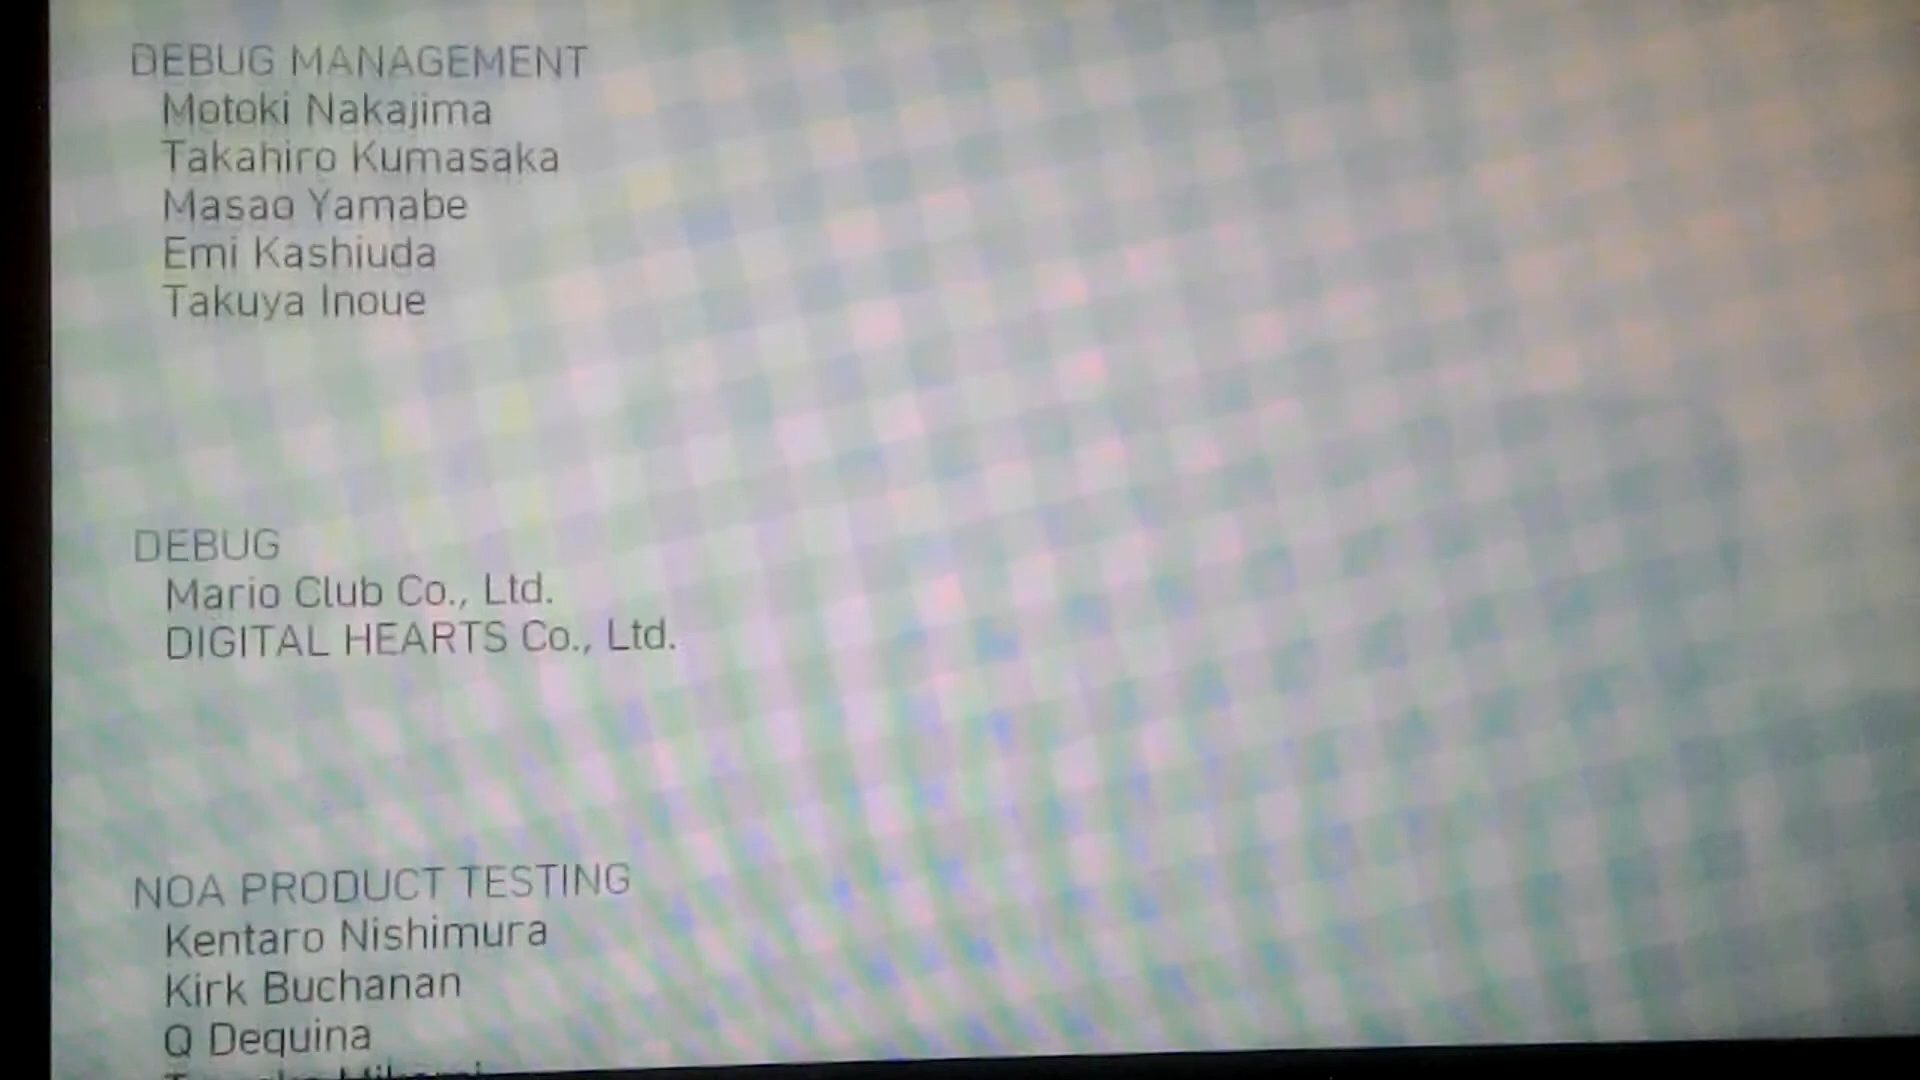 DEBUG MANAGEMENT
Motoki Nakajima
Takahiro Kumasaka
Masao Yamabe
Emi Kashiuda
Takuya Inoue
DEBUG
Mario Club Co., Ltd.
DIGITAL HEARTS Co., Ltd.
NOA PRODUCT TESTING
Kentaro Nishimura
Kirk Buchanan
Q Dequina